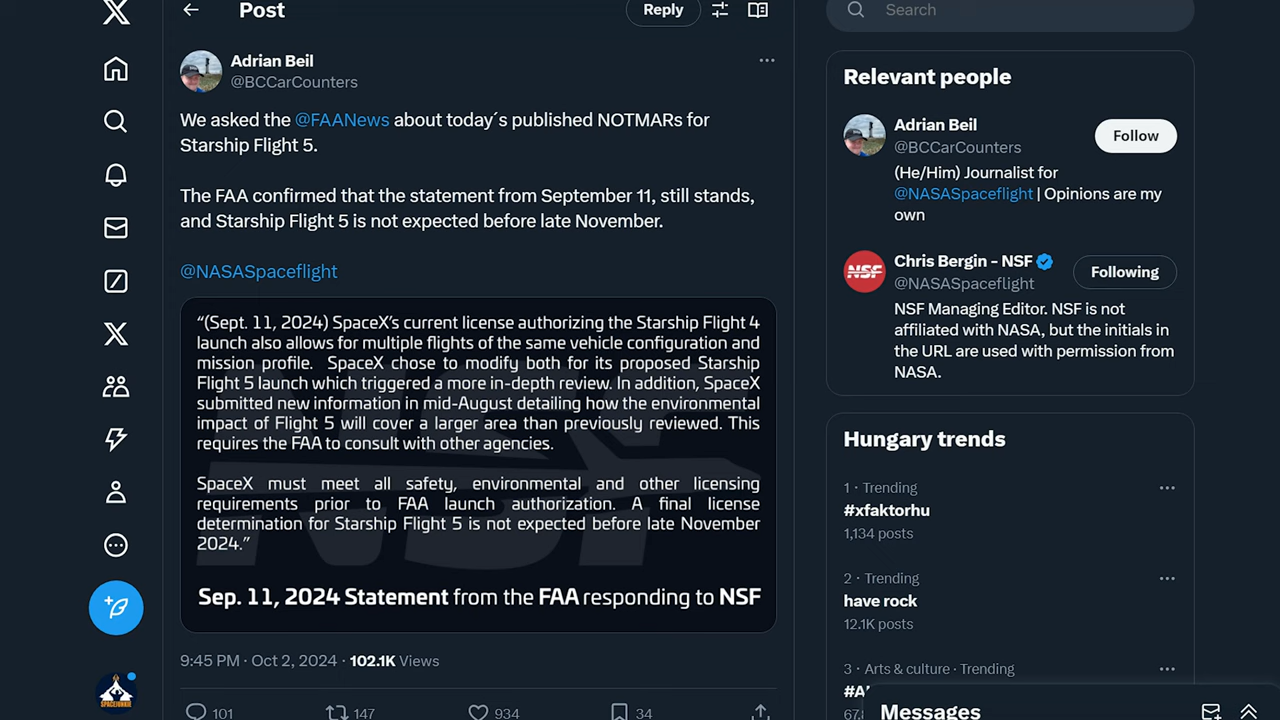 Post
Reply
Adrian Beil
@BCCarCounters
We asked the @FAANews about today´s published NOTMARs for
Starship Flight 5.
The FAA confirmed that the statement from September 11, still stands,
and Starship Flight 5 is not expected before late November.
@NASASpaceflight
“(Sept. 11, 2024) SpaceX’s current license authorizing the Starship Flight 4
launch also allows for multiple flights of the same vehicle configuration and
mission profile. SpaceX chose to modify both for its proposed Starship
Flight 5 launch which triggered a more in-depth review. In addition, SpaceX
submitted new information in mid-August detailing how the environmental
impact of Flight 5 will cover a larger area than previously reviewed. This
requires the FAA to consult with other agencies.
SpaceX must meet all safety, environmental and other licensing
requirements prior to FAA launch authorization. A final license
determination for Starship Flight 5 is not expected before late November
2024.”
NSF
Sep. 11, 2024 Statement from the FAA responding to NSF
9:45 PM · Oct 2, 2024 · 102.1K Views
101
147
934
34
SPACEJUNKIE
Search
Relevant people
Adrian Beil
@BCCarCounters
Follow
(He/Him) Journalist for
@NASASpaceflight | Opinions are my
own
NSF
Chris Bergin - NSF
@NASASpaceflight
Following
NSF Managing Editor. NSF is not
affiliated with NASA, but the initials in
the URL are used with permission from
NASA.
Hungary trends
1 · Trending
#xfaktorhu
1,134 posts
2 · Trending
have rock
12.1K posts
3 · Arts & culture · Trending
Messages